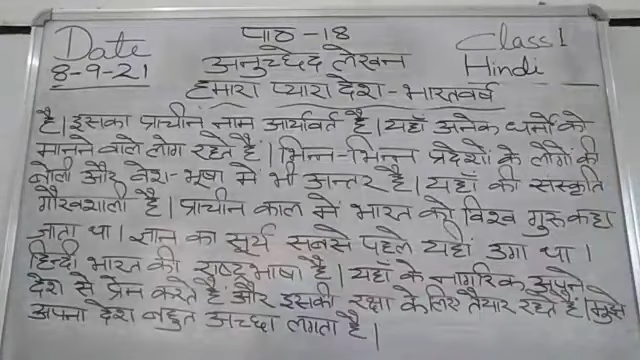 Date
8-9-21
पाठ -18
Class 1
Hindi
अनुच्छेद लेखन
हमारा प्यारा देश - भारतवर्ष
है। इसका प्राचीन नाम आर्यावर्त है। यहाँ अनेक धर्मों को
मानने वाले लोग रहते हैं। भिन्न-भिन्न प्रदेशों के लोगों की
बोली और वेश-भूषा में भी अन्तर है। यहाँ की संस्कृति
गौरवशाली है। प्राचीन काल में भारत को विश्व गुरु कहा
जाता था। ज्ञान का सूर्य सबसे पहले यहीं उगा था।
हिन्दी भारत की राष्ट्र भाषा है। यहाँ के नागरिक अपने
देश से प्रेम करते हैं और इसकी रक्षा के लिए तैयार रहते हैं। मुझे
अपना देश बहुत अच्छा लगता है।